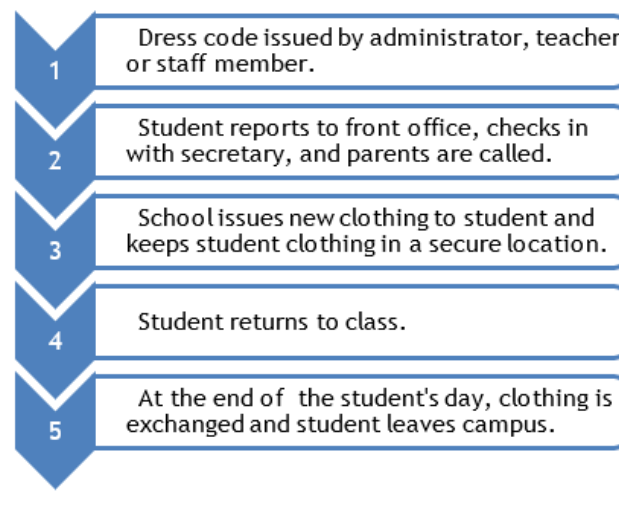 1
Dress code issued by administrator, teacher
or staff member.
2
Student reports to front office, checks in
with secretary, and parents are called.
3
School issues new clothing to student and
keeps student clothing in a secure location.
4
Student returns to class.
5
At the end of  the student's day, clothing is
exchanged and student leaves campus.